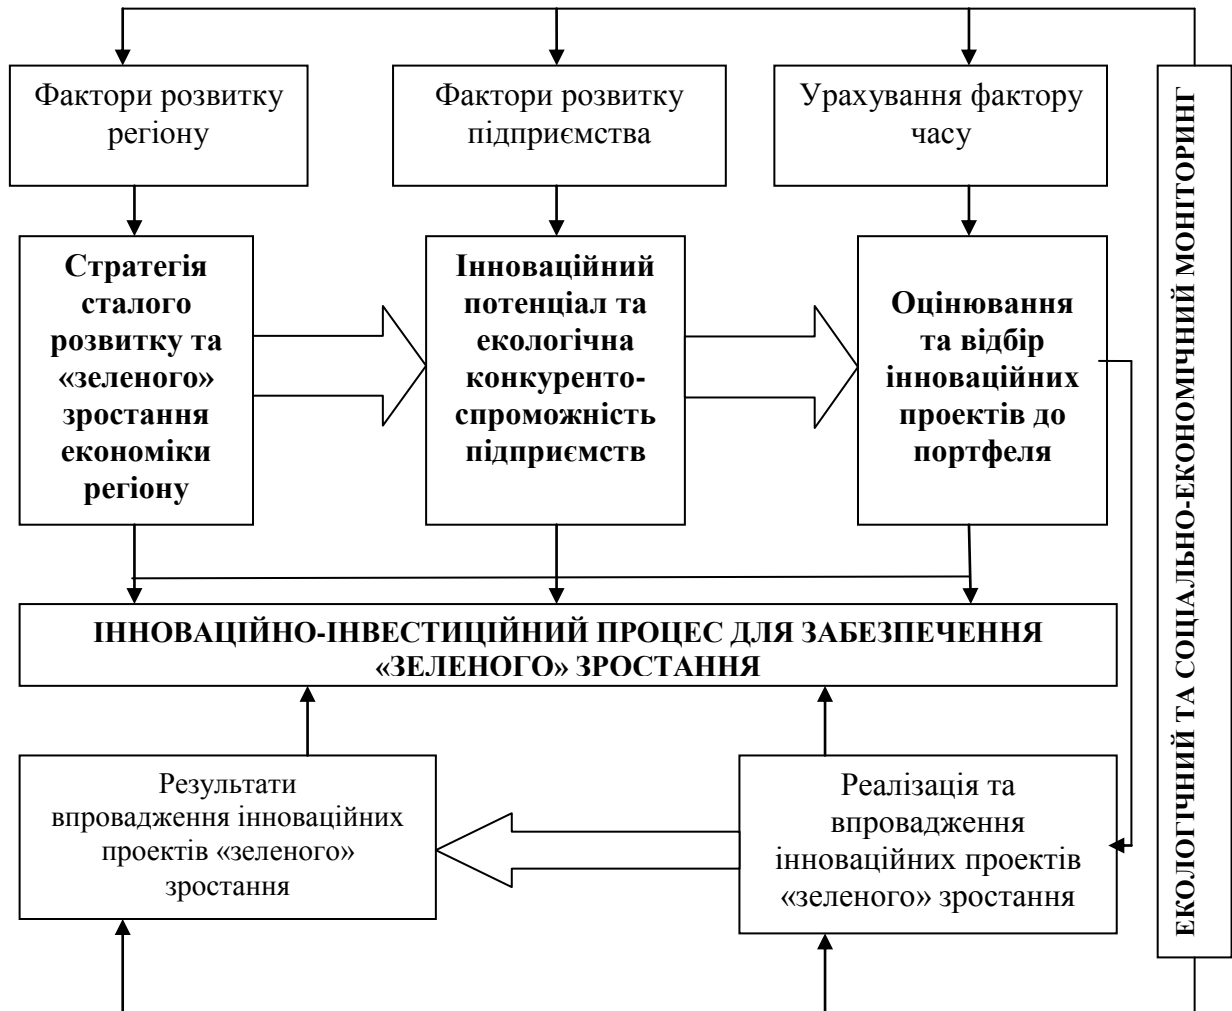 Фактори розвитку
регіону
Фактори розвитку
підприємства
Урахування фактору
часу
Стратегія
сталого
розвитку та
«зеленого»
зростання
економіки
регіону
Інноваційний
потенціал та
екологічна
конкуренто-
спроможність
підприємств
Оцінювання
та відбір
інноваційних
проектів до
портфеля
ІННОВАЦІЙНО-ІНВЕСТИЦІЙНИЙ ПРОЦЕС ДЛЯ ЗАБЕЗПЕЧЕННЯ
«ЗЕЛЕНОГО» ЗРОСТАННЯ
Результати
впровадження інноваційних
проектів «зеленого»
зростання
Реалізація та
впровадження
інноваційних проектів
«зеленого» зростання
ЕКОЛОГІЧНИЙ ТА СОЦІАЛЬНО-ЕКОНОМІЧНИЙ МОНІТОРИНГ